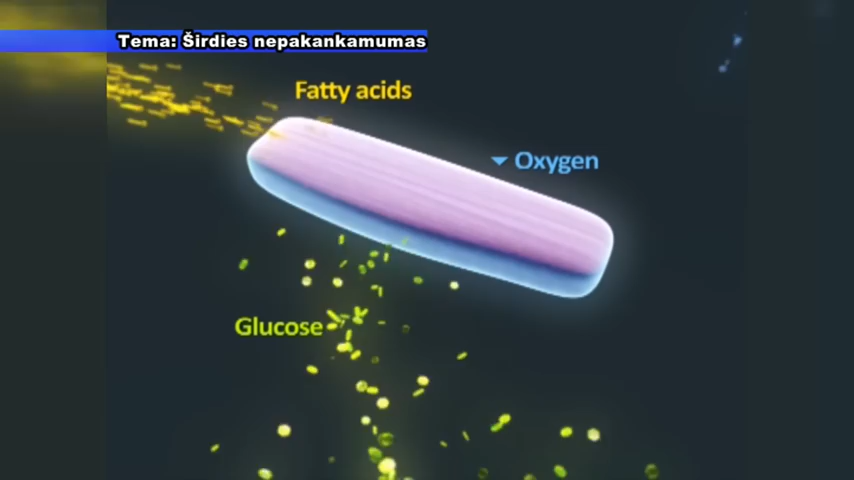 Tema: Širdies nepakankamumas
Fatty acids
Oxygen
Glucose